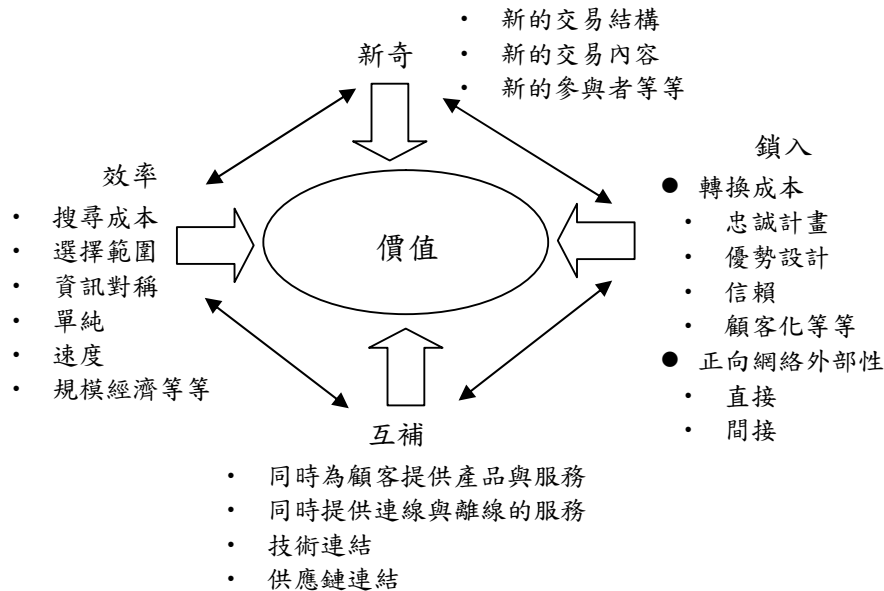 新奇
・ 新的交易結構
・ 新的交易內容
・ 新的參與者等等
效率
・ 搜尋成本
・ 選擇範圍
・ 資訊對稱
・ 單純
・ 速度
・ 規模經濟等等
價值
鎖入
● 轉換成本
・ 忠誠計畫
・ 優勢設計
・ 信賴
・ 顧客化等等
● 正向網絡外部性
・ 直接
・ 間接
互補
・ 同時為顧客提供產品與服務
・ 同時提供連線與離線的服務
・ 技術連結
・ 供應鏈連結